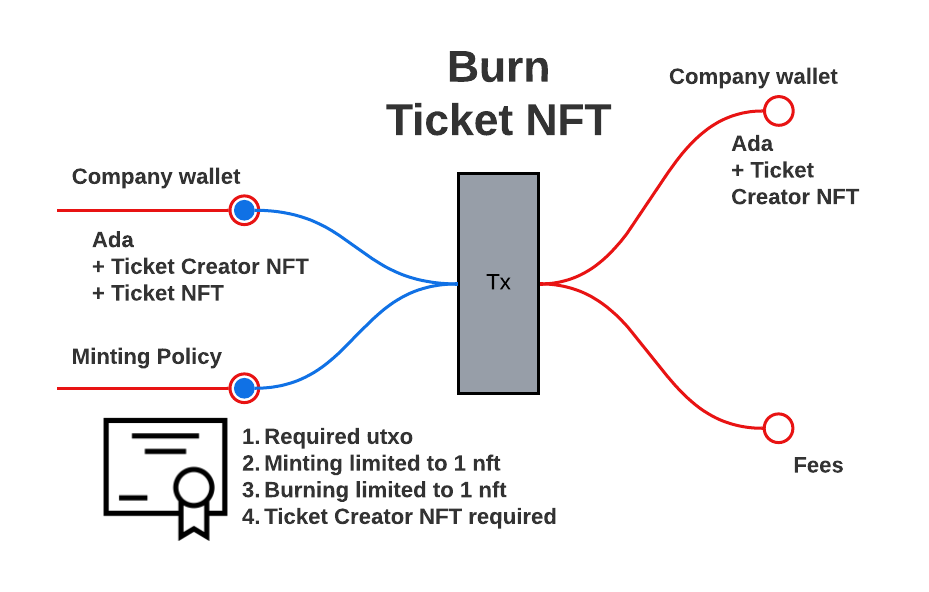 Burn
Ticket NFT
Company wallet
Ada
+ Ticket
Creator NFT
Company wallet
Ada
+ Ticket Creator NFT
+ Ticket NFT
Tx
Minting Policy
1. Required utxo
2. Minting limited to 1 nft
3. Burning limited to 1 nft
4. Ticket Creator NFT required
Fees